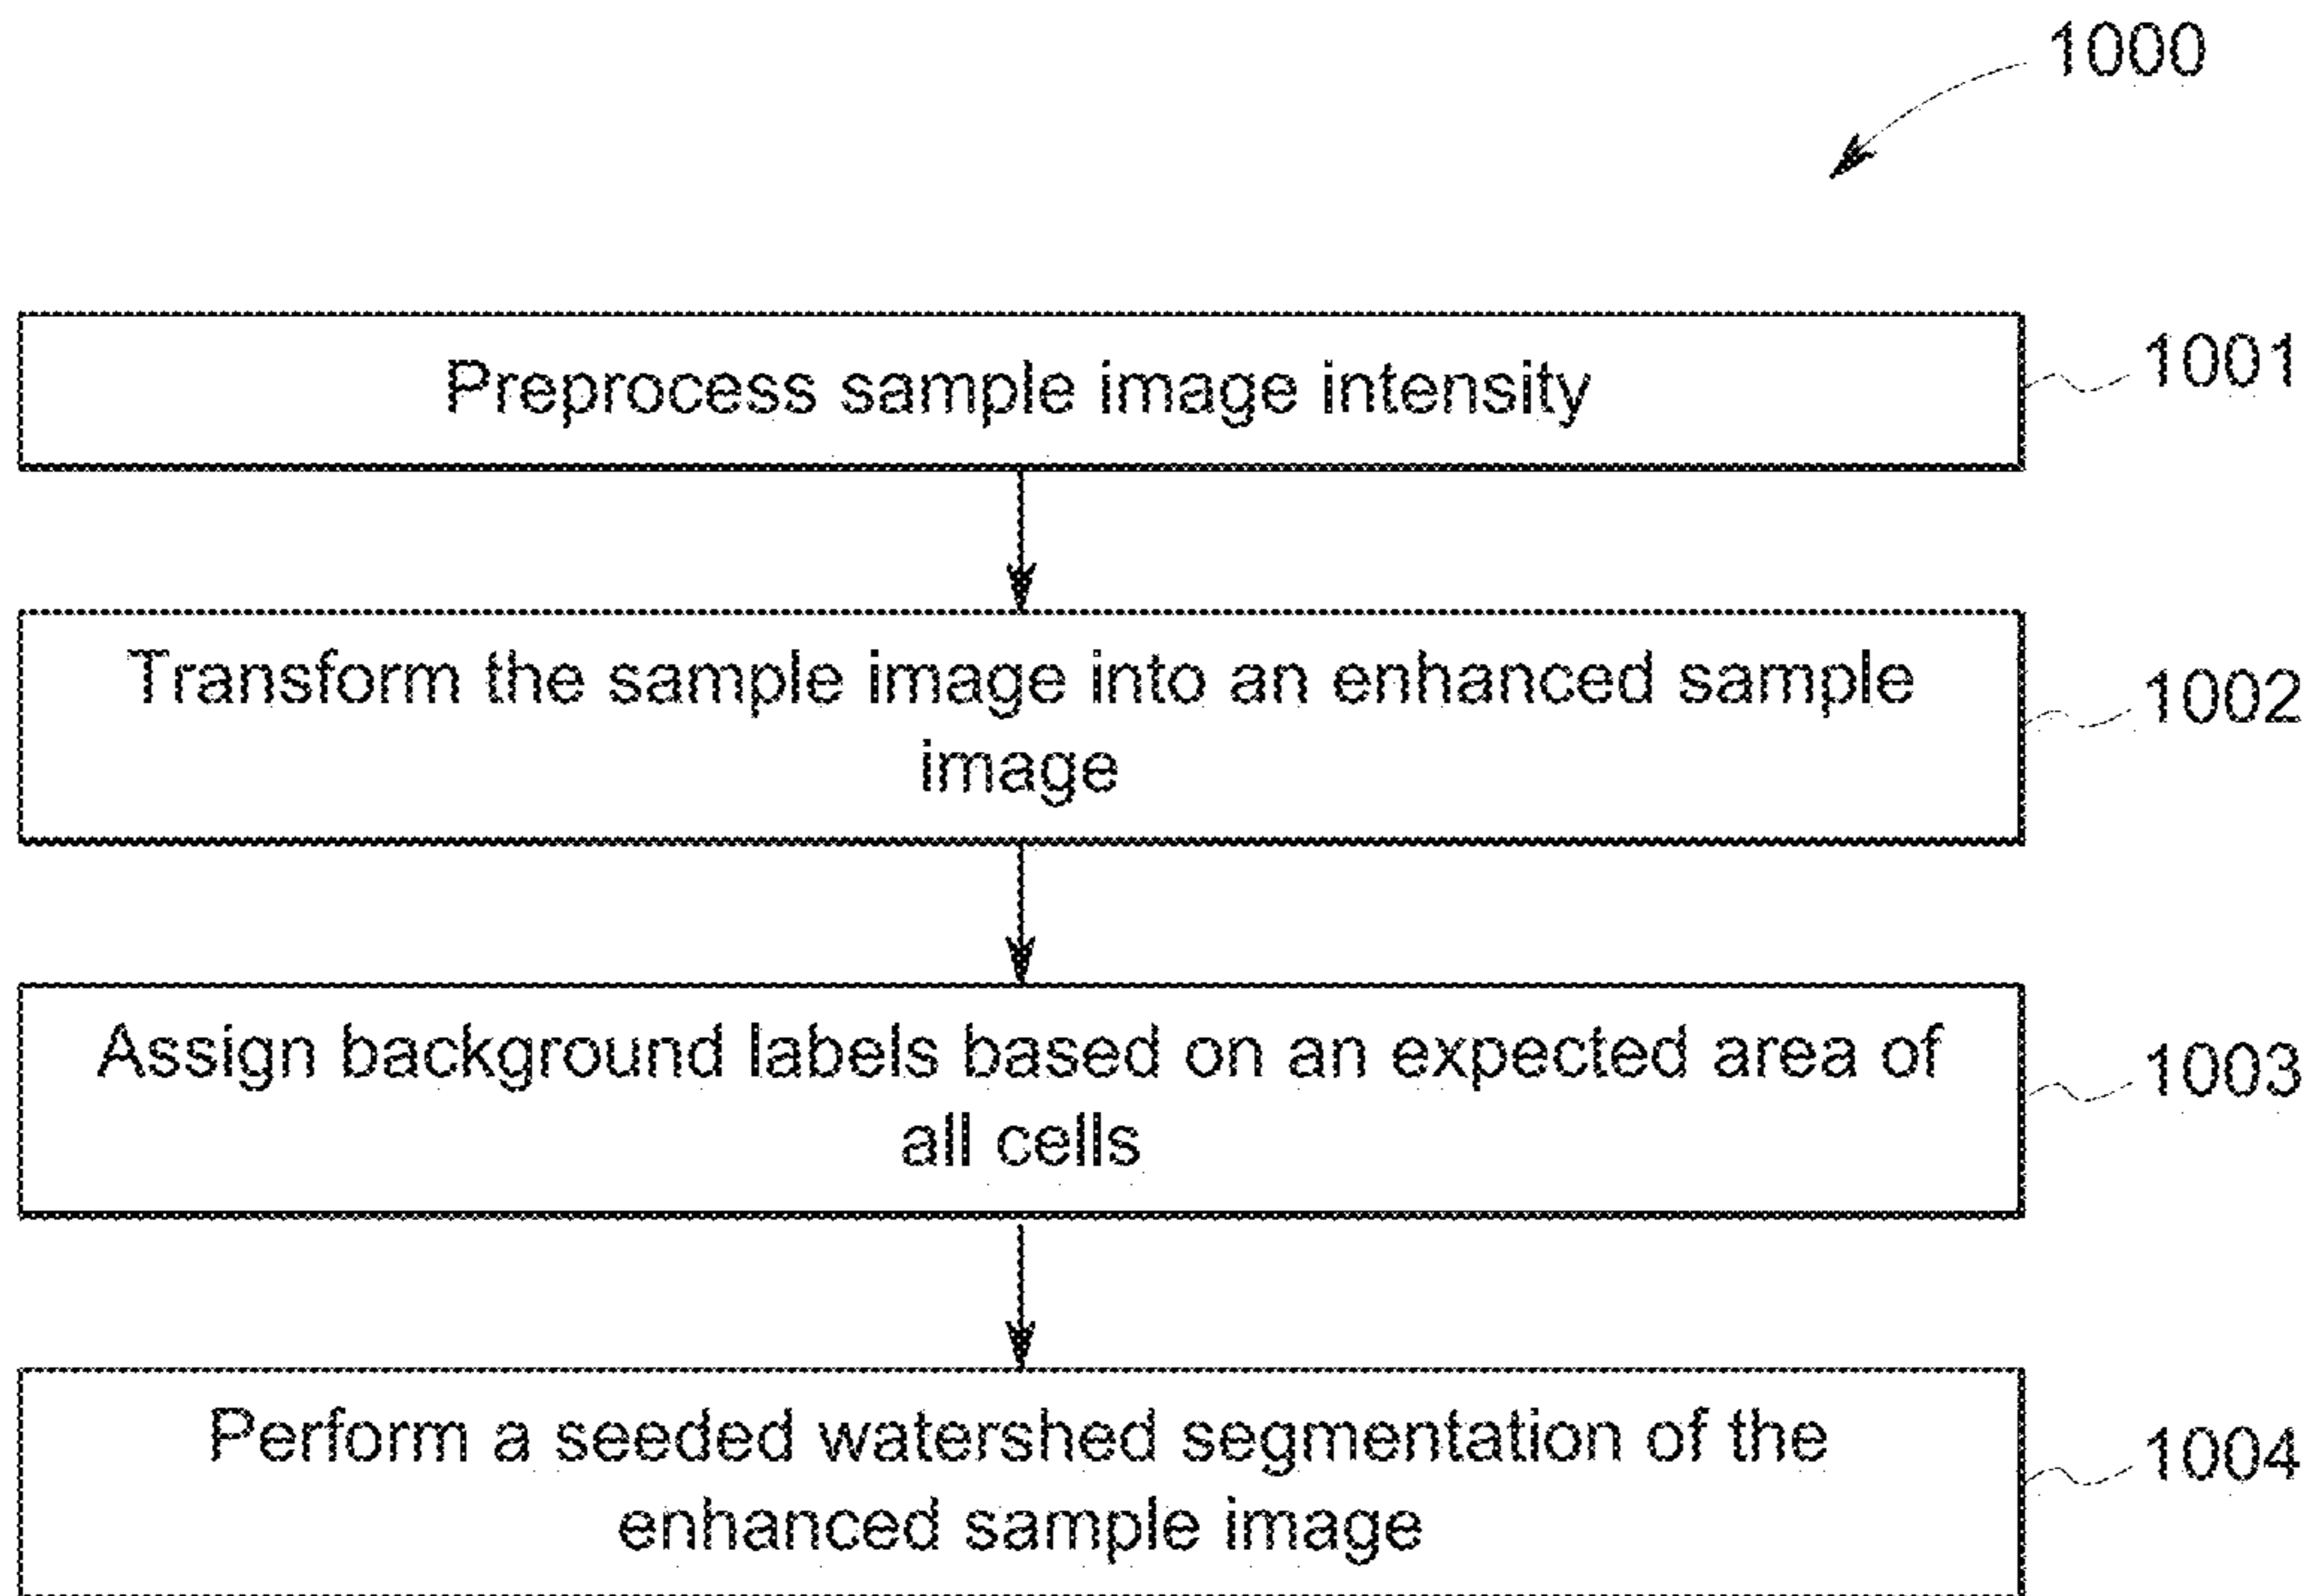 1000
Preprocess sample image intensity
1001
Transform the sample image into an enhanced sample
image
1002
Assign background labels based on an expected area of
all cells
1003
Perform a seeded watershed segmentation of the
enhanced sample image
1004